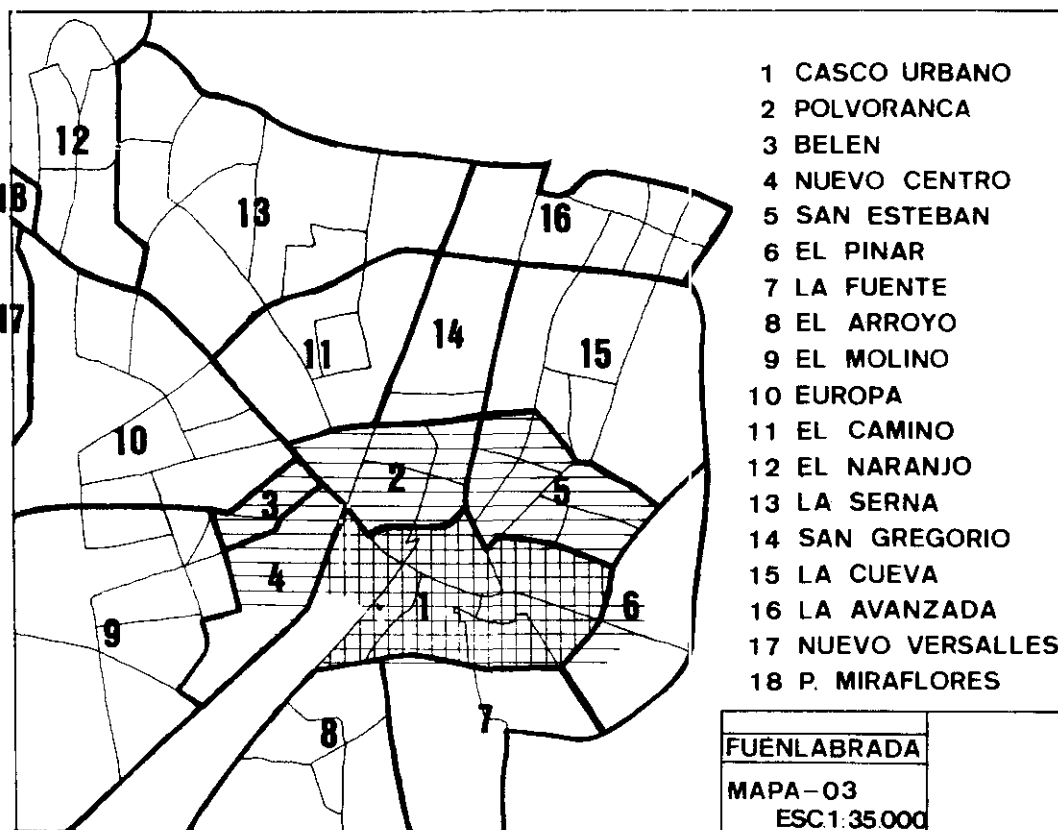 12
18
13
16
17
11
14
15
10
2
3
5
4
1
6
9
7
8
1 CASCO URBANO
2 POLVORANCA
3 BELEN
4 NUEVO CENTRO
5 SAN ESTEBAN
6 EL PINAR
7 LA FUENTE
8 EL ARROYO
9 EL MOLINO
10 EUROPA
11 EL CAMINO
12 EL NARANJO
13 LA SERNA
14 SAN GREGORIO
15 LA CUEVA
16 LA AVANZADA
17 NUEVO VERSALLES
18 P. MIRAFLORES
FUENLABRADA
MAPA-03
ESC.1:35.000